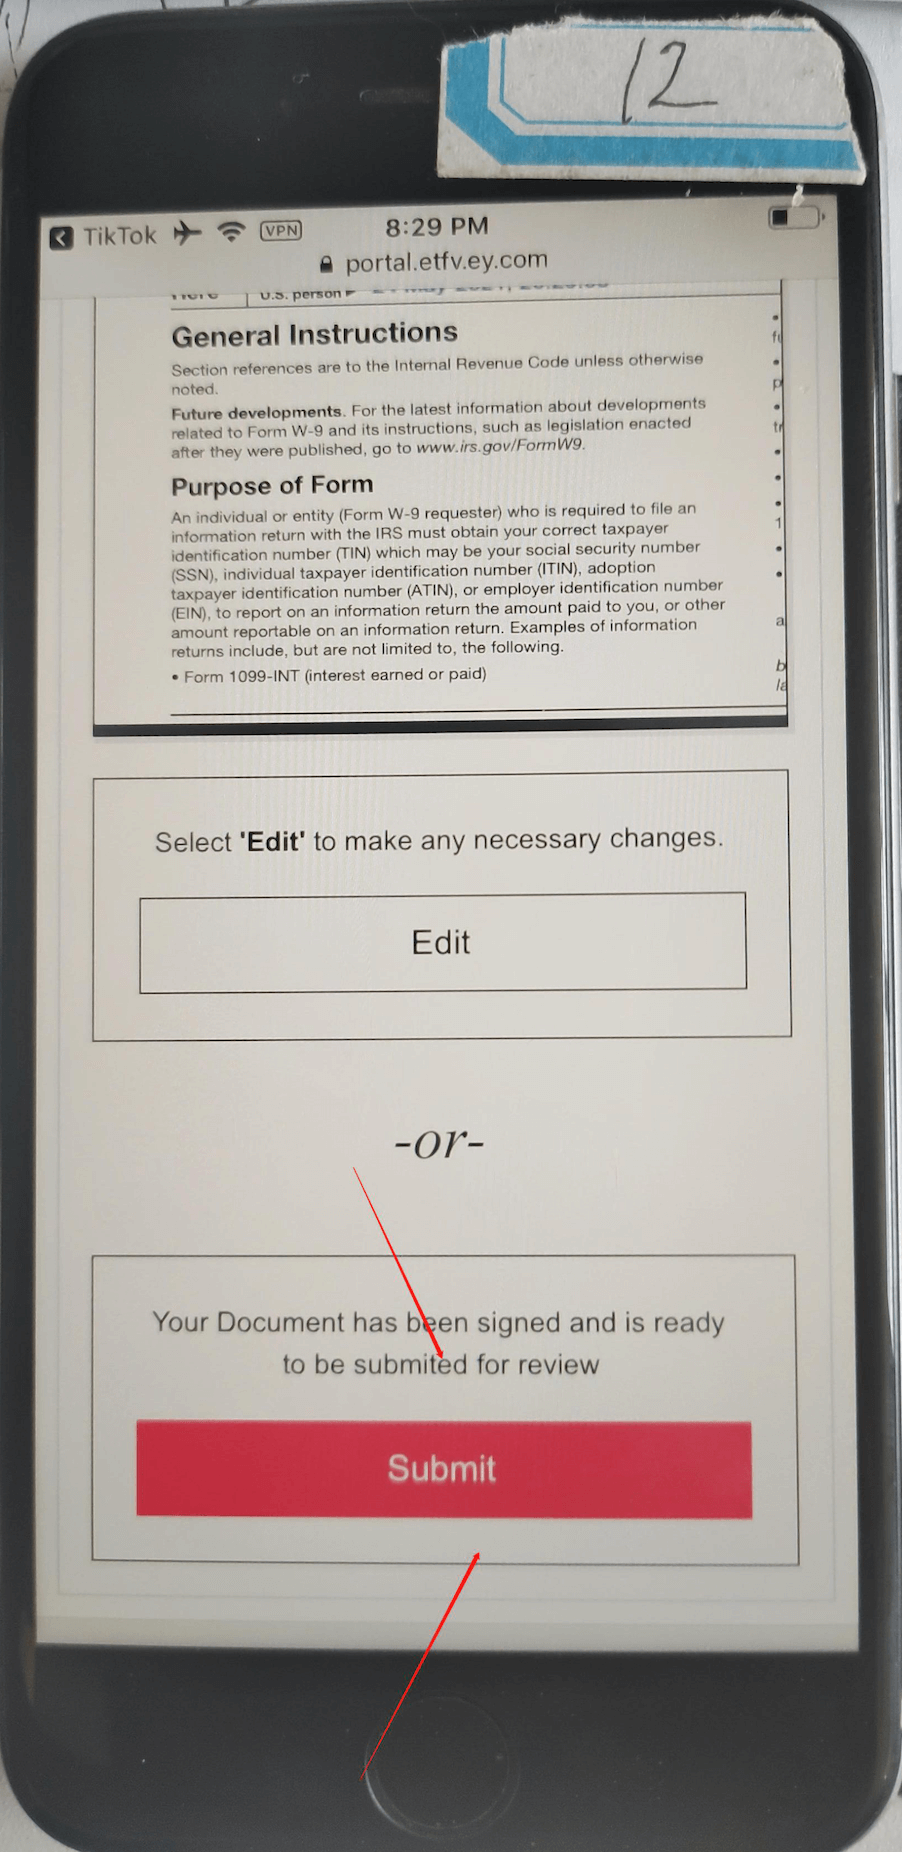 12
TikTok VPN 8:29 PM
portal.etfv.ey.com
Here U.S. person
General Instructions
Section references are to the Internal Revenue Code unless otherwise
noted.
Future developments. For the latest information about developments
related to Form W-9 and its instructions, such as legislation enacted
after they were published, go to www.irs.gov/FormW9.
Purpose of Form
An individual or entity (Form W-9 requester) who is required to file an
information return with the IRS must obtain your correct taxpayer
identification number (TIN) which may be your social security number
(SSN), individual taxpayer identification number (ITIN), adoption
taxpayer identification number (ATIN), or employer identification number
(EIN), to report on an information return the amount paid to you, or other
amount reportable on an information return. Examples of information
returns include, but are not limited to, the following.
• Form 1099-INT (interest earned or paid)
Select 'Edit' to make any necessary changes.
Edit
-or-
Your Document has been signed and is ready
to be submited for review
Submit